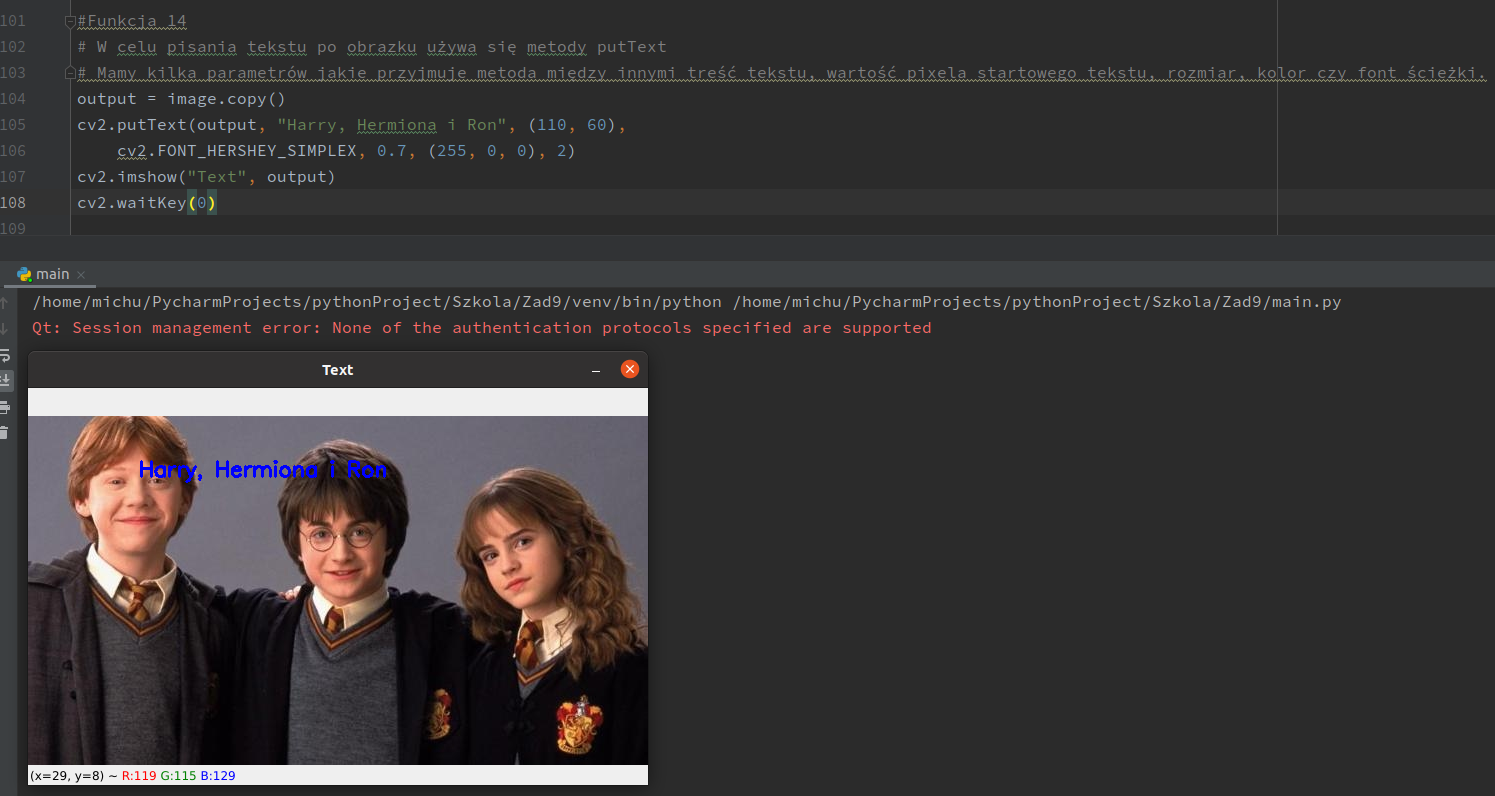 101 #Funkcja 14
102 # W celu pisania tekstu po obrazku używa się metody putText
103 # Mamy kilka parametrów jakie przyjmuje metoda między innymi treść tekstu, wartość pixela startowego tekstu, rozmiar, kolor czy font ścieżki.
104 output = image.copy()
105 cv2.putText(output, "Harry, Hermiona i Ron", (110, 60),
106 cv2.FONT_HERSHEY_SIMPLEX, 0.7, (255, 0, 0), 2)
107 cv2.imshow("Text", output)
108 cv2.waitKey(0)
109
main
/home/michu/PycharmProjects/pythonProject/Szkola/Zad9/venv/bin/python /home/michu/PycharmProjects/pythonProject/Szkola/Zad9/main.py
Qt: Session management error: None of the authentication protocols specified are supported
Text
Harry, Hermiona i Ron
(x=29, y=8) ~ R:119 G:115 B:129